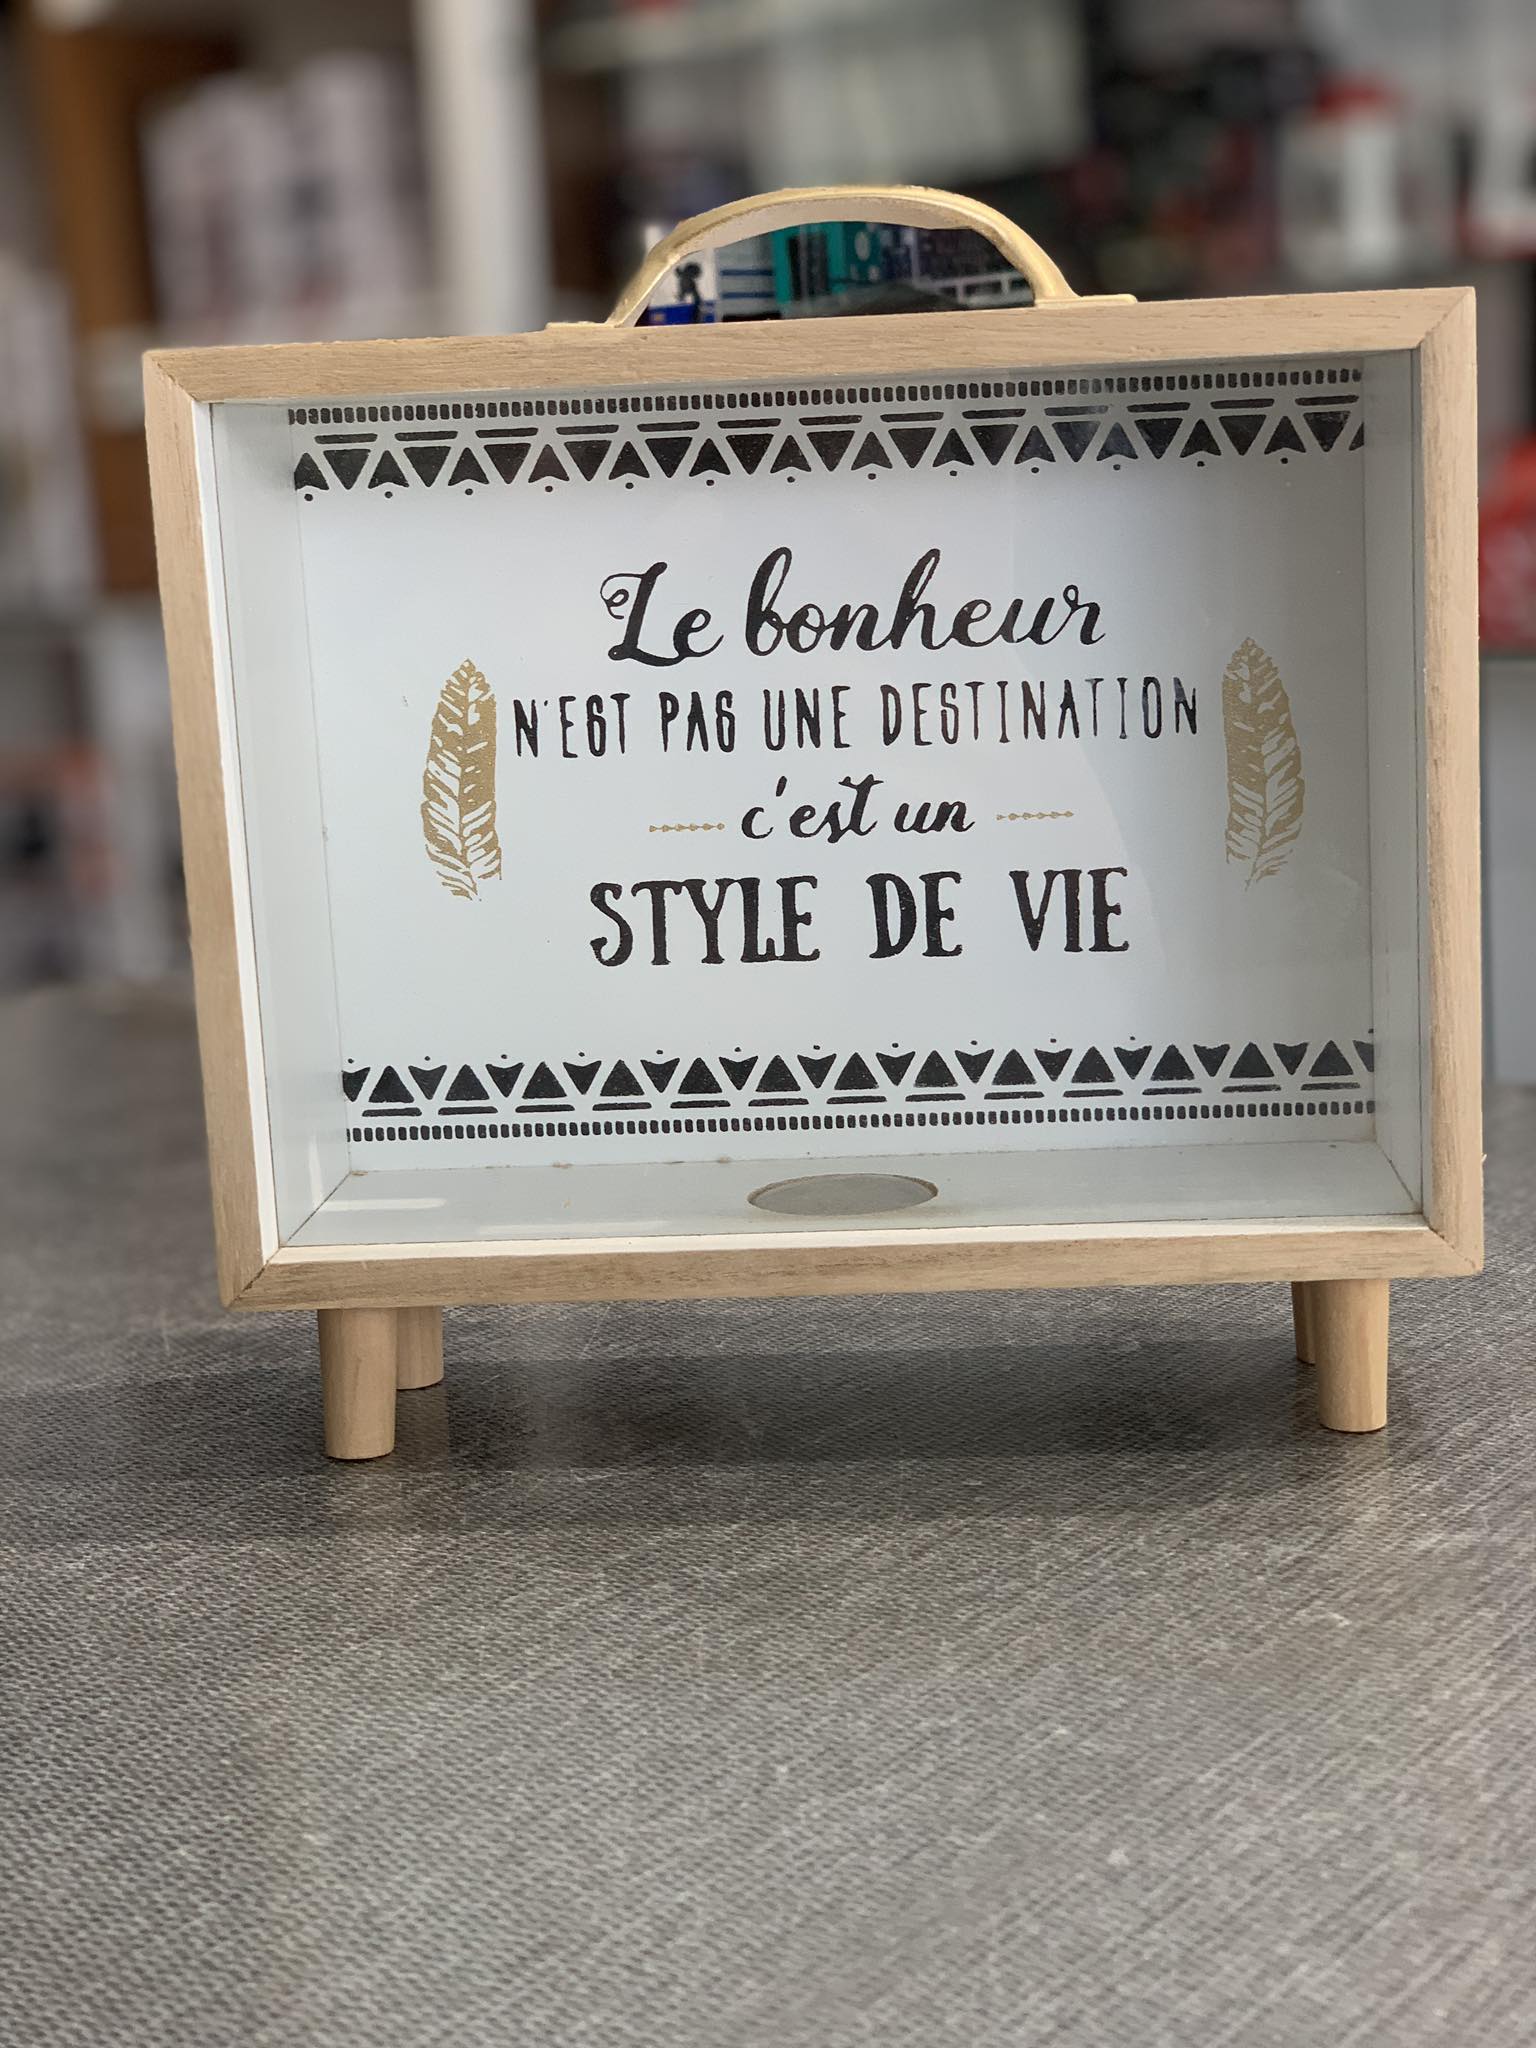 Le bonheur
N'EST PAS UNE DESTINATION
c'est un
STYLE DE VIE